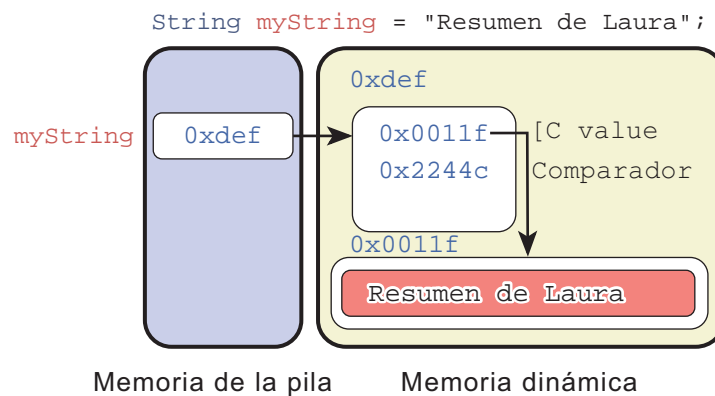 String myString = "Resumen de Laura";
0xdef
myString
0xdef
0x0011f
[C value
0x2244c
Comparador
0x0011f
Resumen de Laura
Memoria de la pila
Memoria dinámica